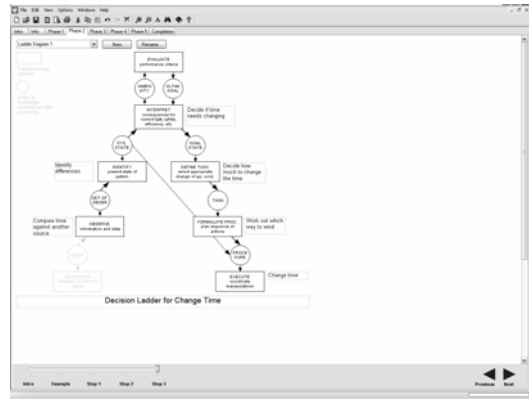 File Edit View Options Windows Help
Intro Info Phase 1 Phase 2 Phase 3 Phase 4 Phase 5 Completion
Ladder Diagram 1
New
Rename
EVALUATE
performance criteria
AMBIG
UITY
ULTIM.
GOAL
INTERPRET
consequences for
current task, safety,
efficiency, etc.
Decide if time
needs changing
SYS.
STATE
GOAL
STATE
Identify
differences
IDENTIFY
present state of
system
DEFINE TASK
select appropriate
change of sys. cond.
Decide how
much to change
the time
SET OF
OBSER
TASK
Compare time
against another
source
OBSERVE
information and data
FORMULATE PROC.
plan sequence of
actions
Work out which
way to wind
ALERT
PROCE
DURE
ACTIVATION
EXECUTE
coordinate
manipulations
Change time
Decision Ladder for Change Time
Intro Example Step 1 Step 2 Step 3
Previous Next